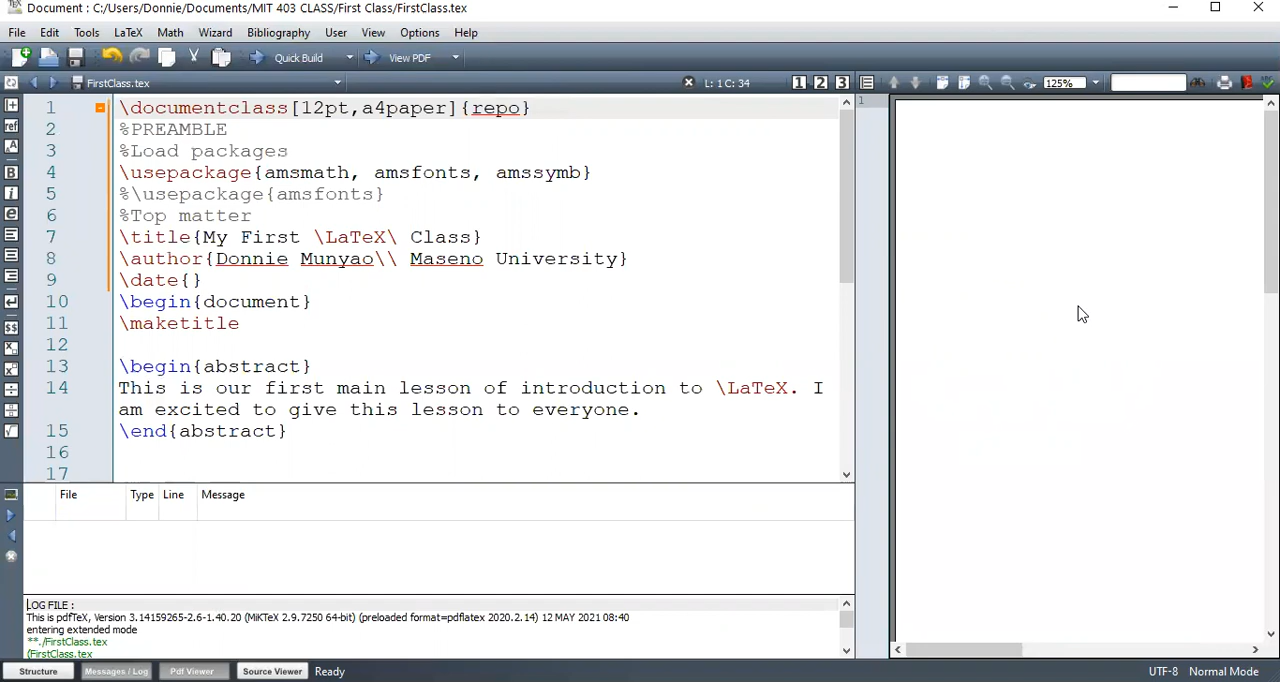 Document : C:/Users/Donnie/Documents/MIT 403 CLASS/First Class/FirstClass.tex
File Edit Tools LaTeX Math Wizard Bibliography User View Options Help
Quick Build View PDF
FirstClass.tex L: 1 C: 34 1 2 3 125%
1 \documentclass[12pt,a4paper]{repo}
2 %PREAMBLE
3 %Load packages
4 \usepackage{amsmath, amsfonts, amssymb}
5 %\usepackage{amsfonts}
6 %Top matter
7 \title{My First \LaTeX\ Class}
8 \author{Donnie Munyao\\ Maseno University}
9 \date{}
10 \begin{document}
11 \maketitle
12
13 \begin{abstract}
14 This is our first main lesson of introduction to \LaTeX. I
am excited to give this lesson to everyone.
15 \end{abstract}
16
17
1
ref
File Type Line Message
LOG FILE :
This is pdfTeX, Version 3.14159265-2.6-1.40.20 (MiKTeX 2.9.7250 64-bit) (preloaded format=pdflatex 2020.2.14) 12 MAY 2021 08:40
entering extended mode
**./FirstClass.tex
(FirstClass.tex
Structure Messages / Log Pdf Viewer Source Viewer Ready UTF-8 Normal Mode